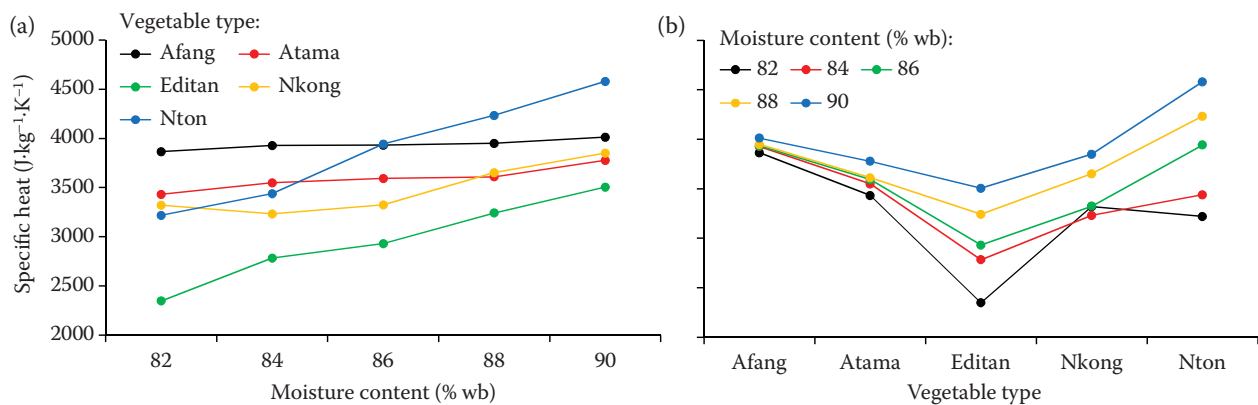 (a)
Vegetable type:
Afang Atama
Editan Nkong
Nton
Specific heat (J·kg⁻¹·K⁻¹)
5000
4500
4000
3500
3000
2500
2000
82 84 86 88 90
Moisture content (% wb)
(b)
Moisture content (% wb):
82 84 86
88 90
Afang Atama Editan Nkong Nton
Vegetable type